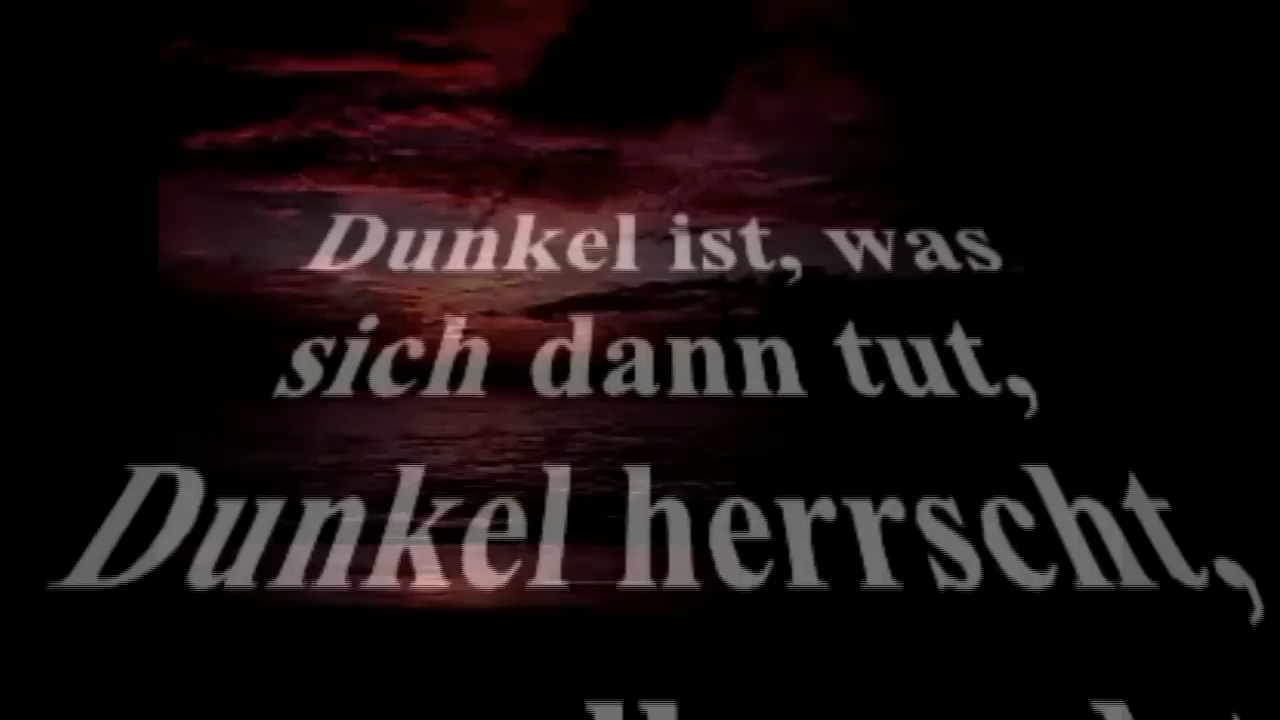 Dunkel ist, was
sich dann tut,
Dunkel herrscht,